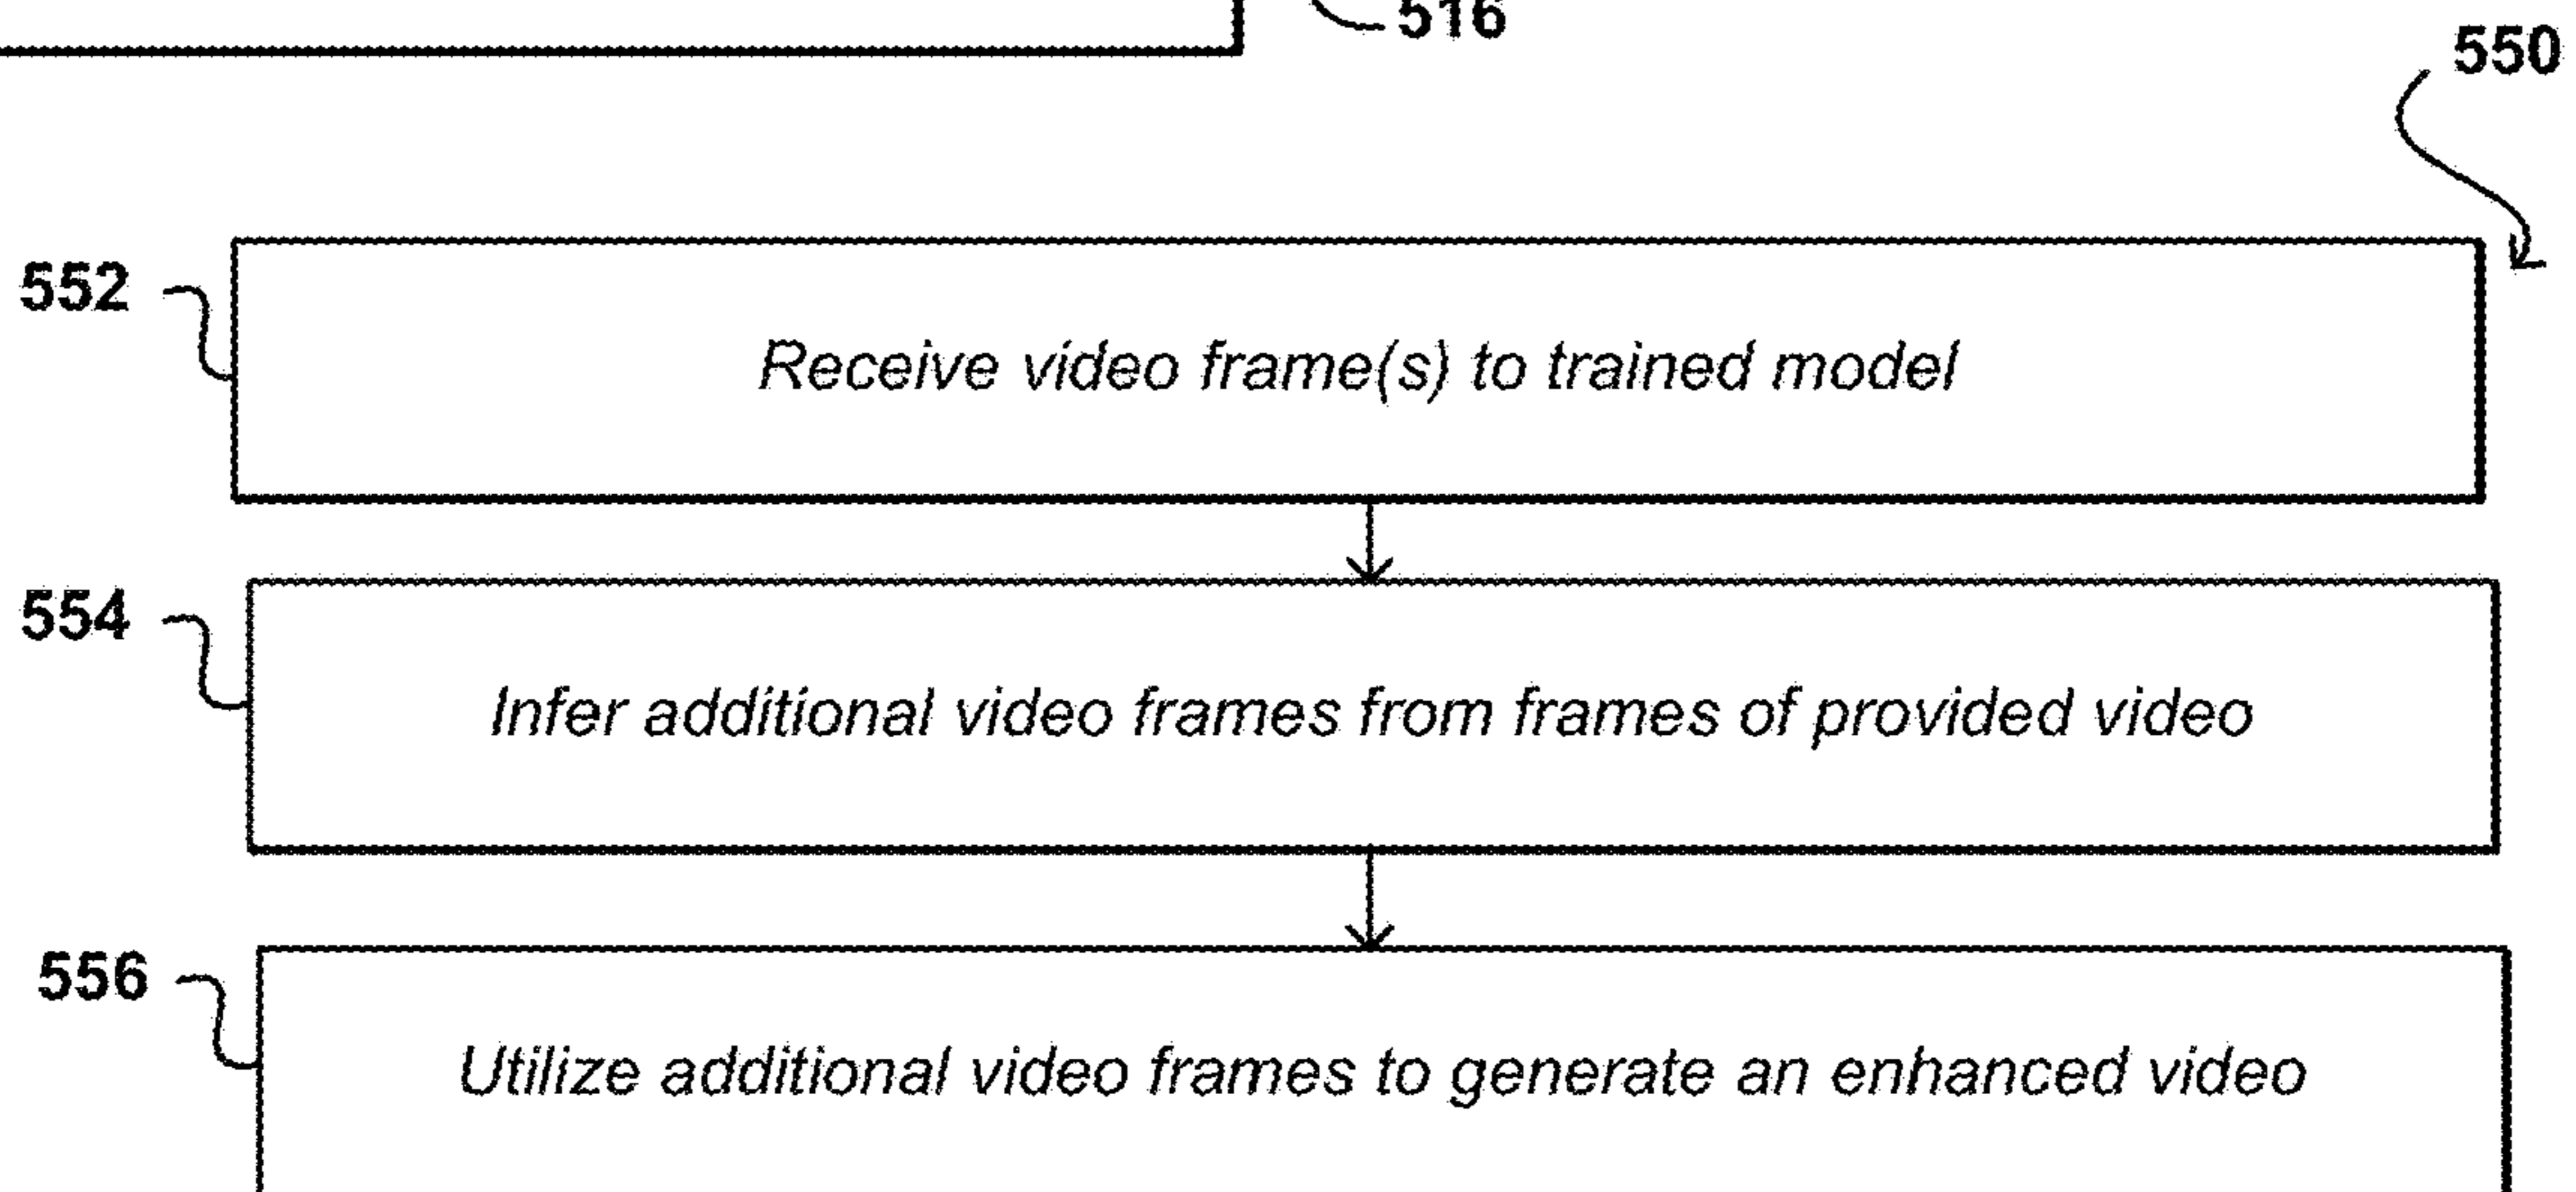 516
550
552
Receive video frame(s) to trained model
554
Infer additional video frames from frames of provided video
556
Utilize additional video frames to generate an enhanced video